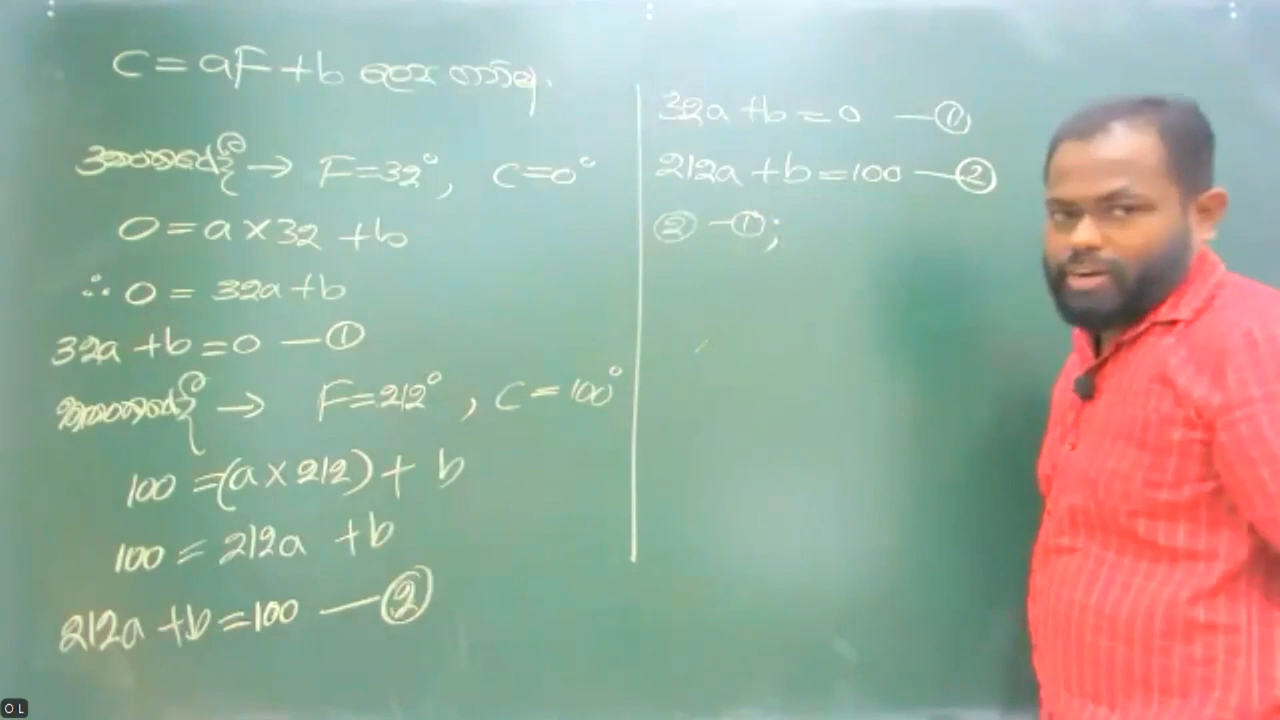 C = aF + b
→ F = 32°, C = 0°
0 = a × 32 + b
∴ 0 = 32a + b
32a + b = 0 — ①
→ F = 212°, C = 100°
100 = (a × 212) + b
100 = 212a + b
212a + b = 100 — ②
32a + b = 0 — ①
212a + b = 100 — ②
② - ①;
OL